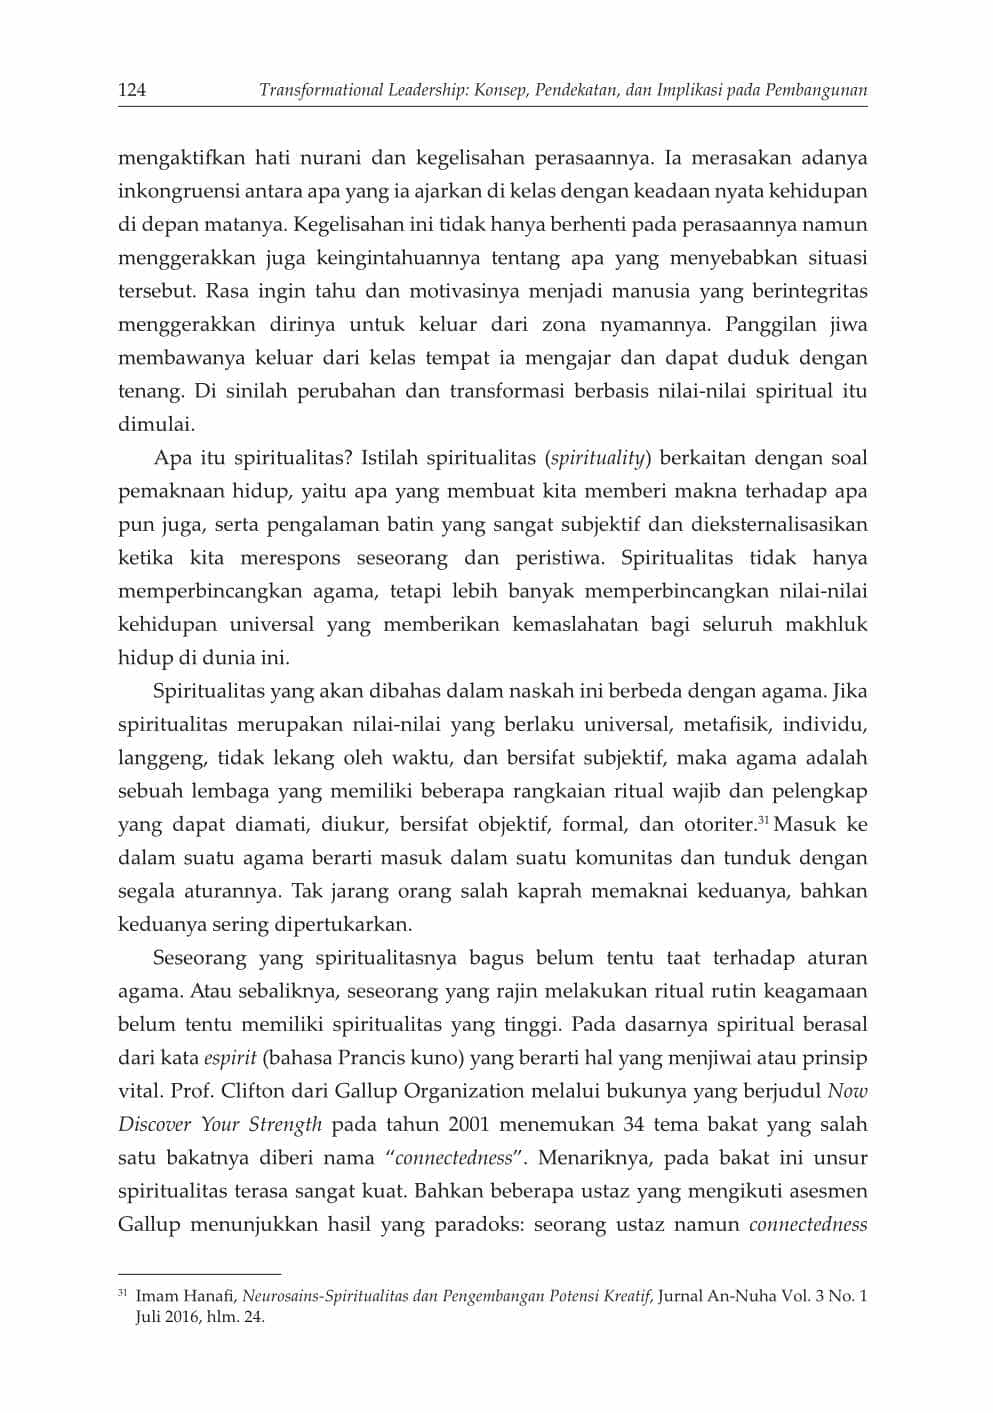 124 Transformational Leadership: Konsep, Pendekatan, dan Implikasi pada Pembangunan
mengaktifkan hati nurani dan kegelisahan perasaannya. Ia merasakan adanya
inkongruensi antara apa yang ia ajarkan di kelas dengan keadaan nyata kehidupan
di depan matanya. Kegelisahan ini tidak hanya berhenti pada perasaannya namun
menggerakkan juga keingintahuannya tentang apa yang menyebabkan situasi
tersebut. Rasa ingin tahu dan motivasinya menjadi manusia yang berintegritas
menggerakkan dirinya untuk keluar dari zona nyamannya. Panggilan jiwa
membawanya keluar dari kelas tempat ia mengajar dan dapat duduk dengan
tenang. Di sinilah perubahan dan transformasi berbasis nilai-nilai spiritual itu
dimulai.
Apa itu spiritualitas? Istilah spiritualitas (spirituality) berkaitan dengan soal
pemaknaan hidup, yaitu apa yang membuat kita memberi makna terhadap apa
pun juga, serta pengalaman batin yang sangat subjektif dan dieksternalisasikan
ketika kita merespons seseorang dan peristiwa. Spiritualitas tidak hanya
memperbincangkan agama, tetapi lebih banyak memperbincangkan nilai-nilai
kehidupan universal yang memberikan kemaslahatan bagi seluruh makhluk
hidup di dunia ini.
Spiritualitas yang akan dibahas dalam naskah ini berbeda dengan agama. Jika
spiritualitas merupakan nilai-nilai yang berlaku universal, metafisik, individu,
langgeng, tidak lekang oleh waktu, dan bersifat subjektif, maka agama adalah
sebuah lembaga yang memiliki beberapa rangkaian ritual wajib dan pelengkap
yang dapat diamati, diukur, bersifat objektif, formal, dan otoriter.31 Masuk ke
dalam suatu agama berarti masuk dalam suatu komunitas dan tunduk dengan
segala aturannya. Tak jarang orang salah kaprah memaknai keduanya, bahkan
keduanya sering dipertukarkan.
Seseorang yang spiritualitasnya bagus belum tentu taat terhadap aturan
agama. Atau sebaliknya, seseorang yang rajin melakukan ritual rutin keagamaan
belum tentu memiliki spiritualitas yang tinggi. Pada dasarnya spiritual berasal
dari kata espirit (bahasa Prancis kuno) yang berarti hal yang menjiwai atau prinsip
vital. Prof. Clifton dari Gallup Organization melalui bukunya yang berjudul Now
Discover Your Strength pada tahun 2001 menemukan 34 tema bakat yang salah
satu bakatnya diberi nama “connectedness”. Menariknya, pada bakat ini unsur
spiritualitas terasa sangat kuat. Bahkan beberapa ustaz yang mengikuti asesmen
Gallup menunjukkan hasil yang paradoks: seorang ustaz namun connectedness
31 Imam Hanafi, Neurosains-Spiritualitas dan Pengembangan Potensi Kreatif, Jurnal An-Nuha Vol. 3 No. 1
Juli 2016, hlm. 24.